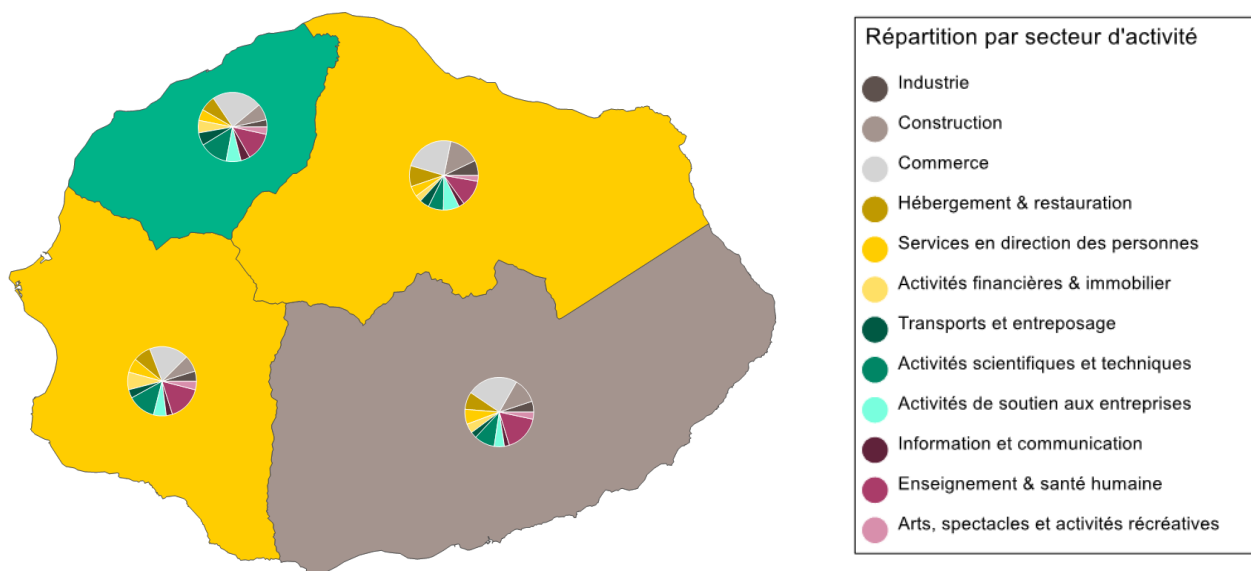 Répartition par secteur d'activité
Industrie
Construction
Commerce
Hébergement & restauration
Services en direction des personnes
Activités financières & immobilier
Transports et entreposage
Activités scientifiques et techniques
Activités de soutien aux entreprises
Information et communication
Enseignement & santé humaine
Arts, spectacles et activités récréatives